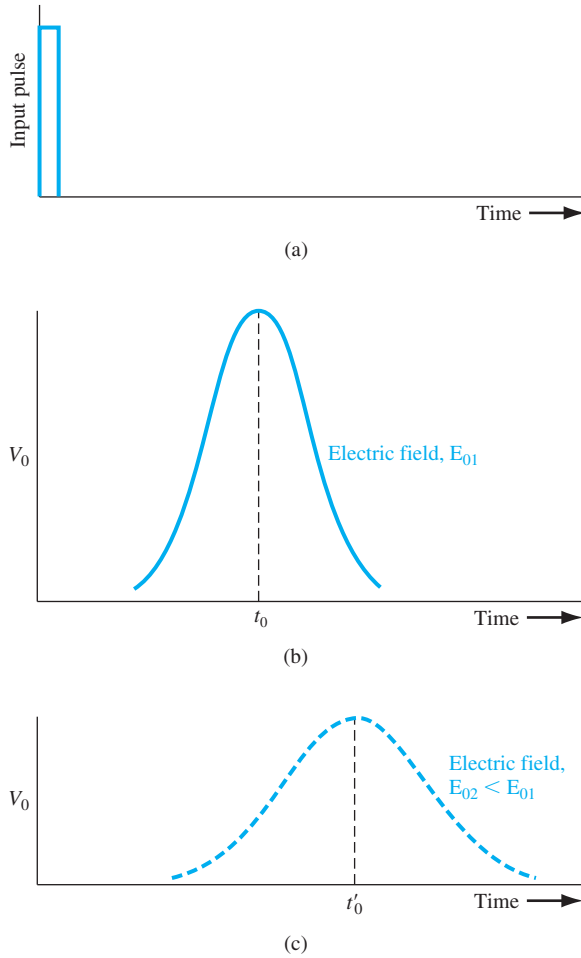 Input pulse
Time
(a)
V₀
Electric field, E₀₁
t₀
Time
(b)
V₀
Electric field,
E₀₂ < E₀₁
t′₀
Time
(c)